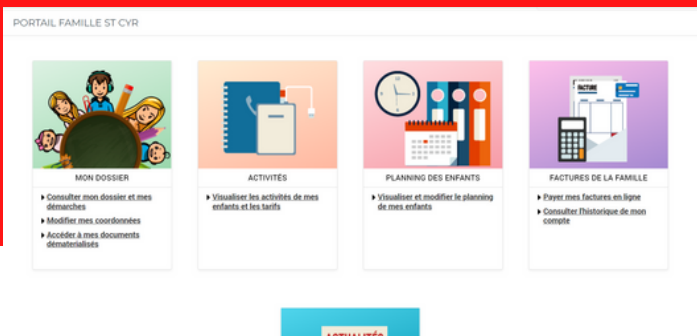 PORTAIL FAMILLE ST CYR
FACTURE
MON DOSSIER
Consulter mon dossier et mes
démarches
Modifier mes coordonnées
Accéder à mes documents
dématerialisés
ACTIVITÉS
Visualiser les activités de mes
enfants et les tarifs
PLANNING DES ENFANTS
Visualiser et modifier le planning
de mes enfants
FACTURES DE LA FAMILLE
Payer mes factures en ligne
Consulter l'historique de mon
compte
ACTUALITÉS